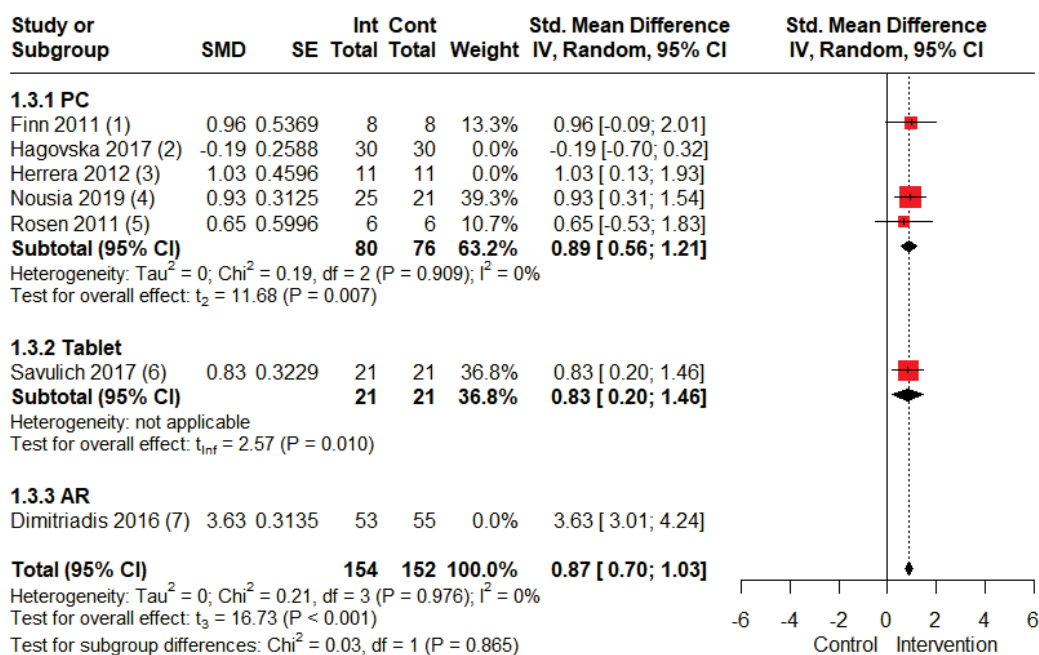 Study or Int Cont Std. Mean Difference Std. Mean Difference
Subgroup SMD SE Total Total Weight IV, Random, 95% CI IV, Random, 95% CI
1.3.1 PC
Finn 2011 (1) 0.96 0.5369 8 8 13.3% 0.96 [-0.09; 2.01]
Hagovska 2017 (2) -0.19 0.2588 30 30 0.0% -0.19 [-0.70; 0.32]
Herrera 2012 (3) 1.03 0.4596 11 11 0.0% 1.03 [ 0.13; 1.93]
Nousia 2019 (4) 0.93 0.3125 25 21 39.3% 0.93 [ 0.31; 1.54]
Rosen 2011 (5) 0.65 0.5996 6 6 10.7% 0.65 [-0.53; 1.83]
Subtotal (95% CI) 80 76 63.2% 0.89 [ 0.56; 1.21]
Heterogeneity: Tau² = 0; Chi² = 0.19, df = 2 (P = 0.909); I² = 0%
Test for overall effect: t₂ = 11.68 (P = 0.007)
1.3.2 Tablet
Savulich 2017 (6) 0.83 0.3229 21 21 36.8% 0.83 [ 0.20; 1.46]
Subtotal (95% CI) 21 21 36.8% 0.83 [ 0.20; 1.46]
Heterogeneity: not applicable
Test for overall effect: tInf = 2.57 (P = 0.010)
1.3.3 AR
Dimitriadis 2016 (7) 3.63 0.3135 53 55 0.0% 3.63 [ 3.01; 4.24]
Total (95% CI) 154 152 100.0% 0.87 [ 0.70; 1.03]
Heterogeneity: Tau² = 0; Chi² = 0.21, df = 3 (P = 0.976); I² = 0%
Test for overall effect: t₃ = 16.73 (P < 0.001)
-6 -4 -2 0 2 4 6
Test for subgroup differences: Chi² = 0.03, df = 1 (P = 0.865)
Control Intervention